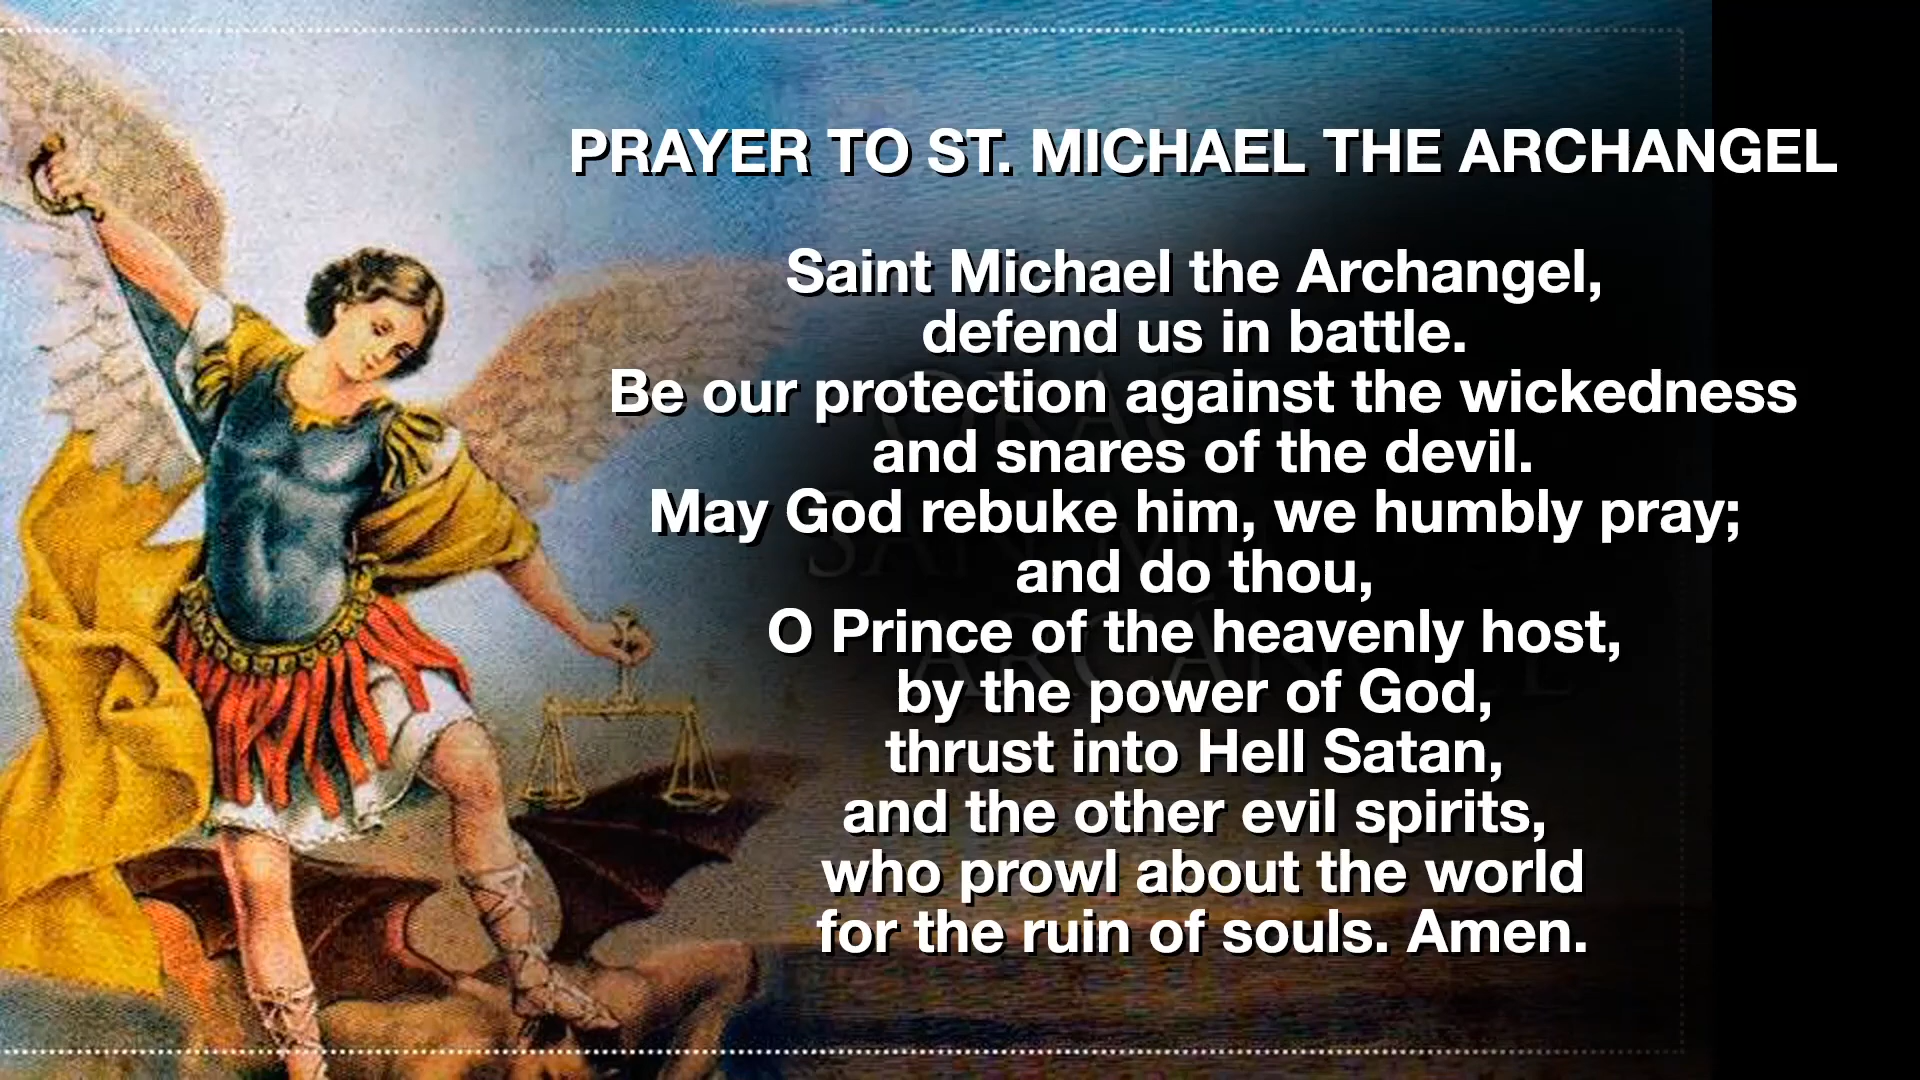 PRAYER TO ST. MICHAEL THE ARCHANGEL
Saint Michael the Archangel,
defend us in battle.
Be our protection against the wickedness
and snares of the devil.
May God rebuke him, we humbly pray;
and do thou,
O Prince of the heavenly host,
by the power of God,
thrust into Hell Satan,
and the other evil spirits,
who prowl about the world
for the ruin of souls. Amen.